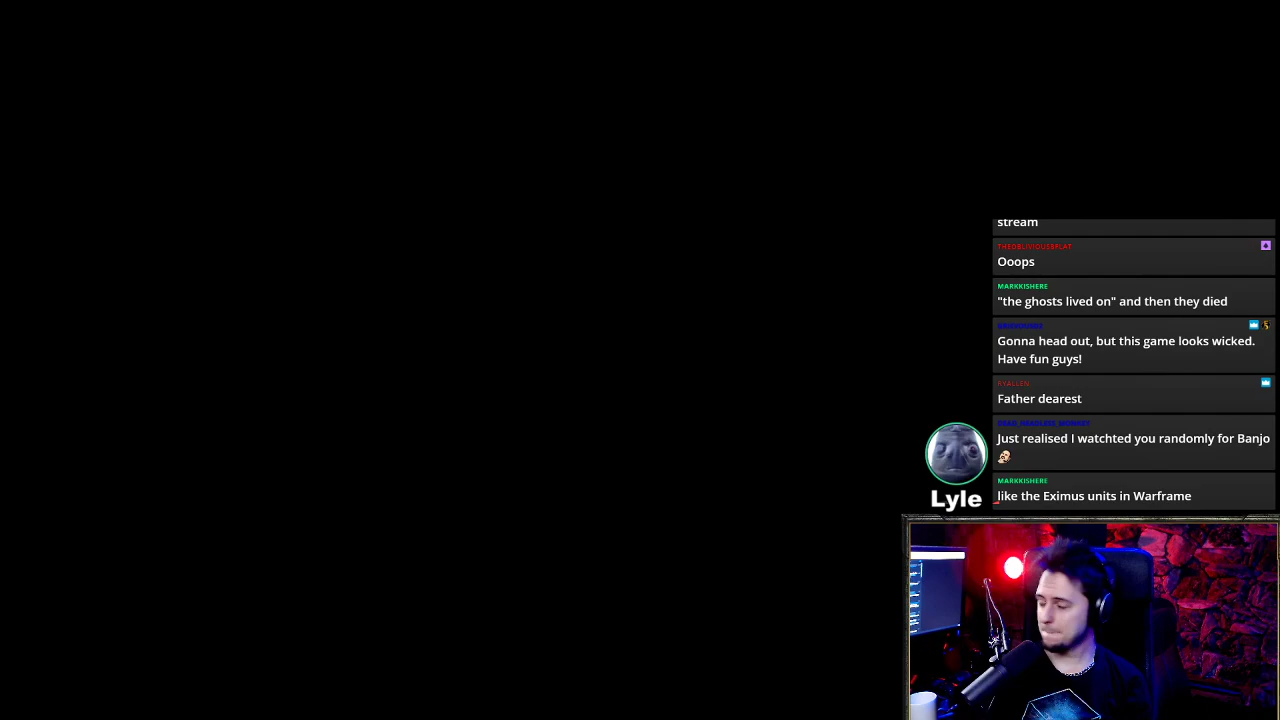 stream
THEOBLIVIOUSBFLAT
Ooops
MARKKISHERE
"the ghosts lived on" and then they died
Gonna head out, but this game looks wicked.
Have fun guys!
KYALLEN
Father dearest
Just realised I watchted you randomly for Banjo
MARKKISHERE
like the Eximus units in Warframe
Lyle